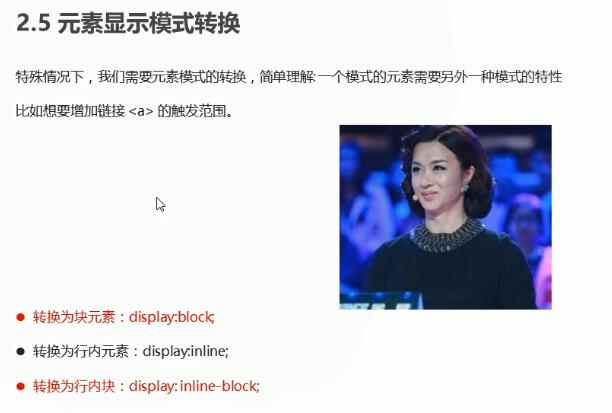 2.5 元素显示模式转换
特殊情况下，我们需要元素模式的转换，简单理解: 一个模式的元素需要另外一种模式的特性
比如想要增加链接 <a> 的触发范围。
转换为块元素：display:block;
转换为行内元素：display:inline;
转换为行内块：display: inline-block;